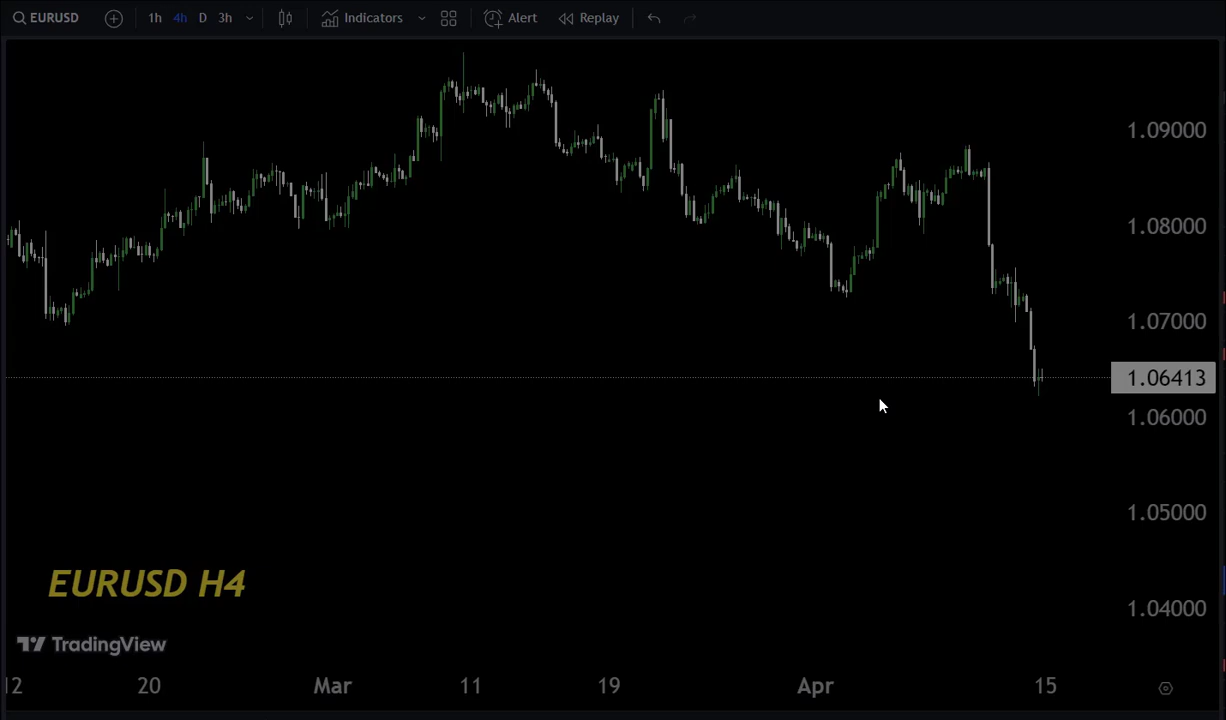 EURUSD 1h 4h D 3h Indicators Alert Replay
1.09000
1.08000
1.07000
1.06413
1.06000
1.05000
EURUSD H4
1.04000
TradingView
12 20 Mar 11 19 Apr 15